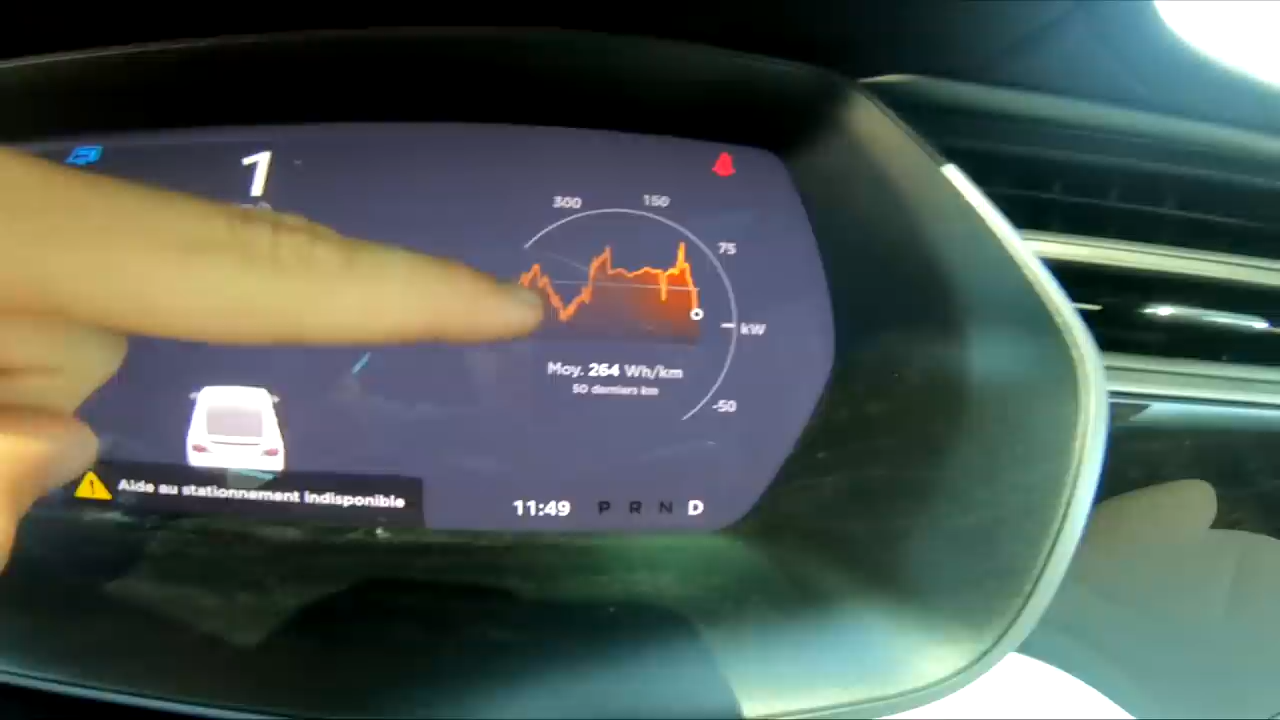 1
300
150
75
kW
Moy. 264 Wh/km
50 derniers km
-50
Aide au stationnement indisponible
11:49 P R N D